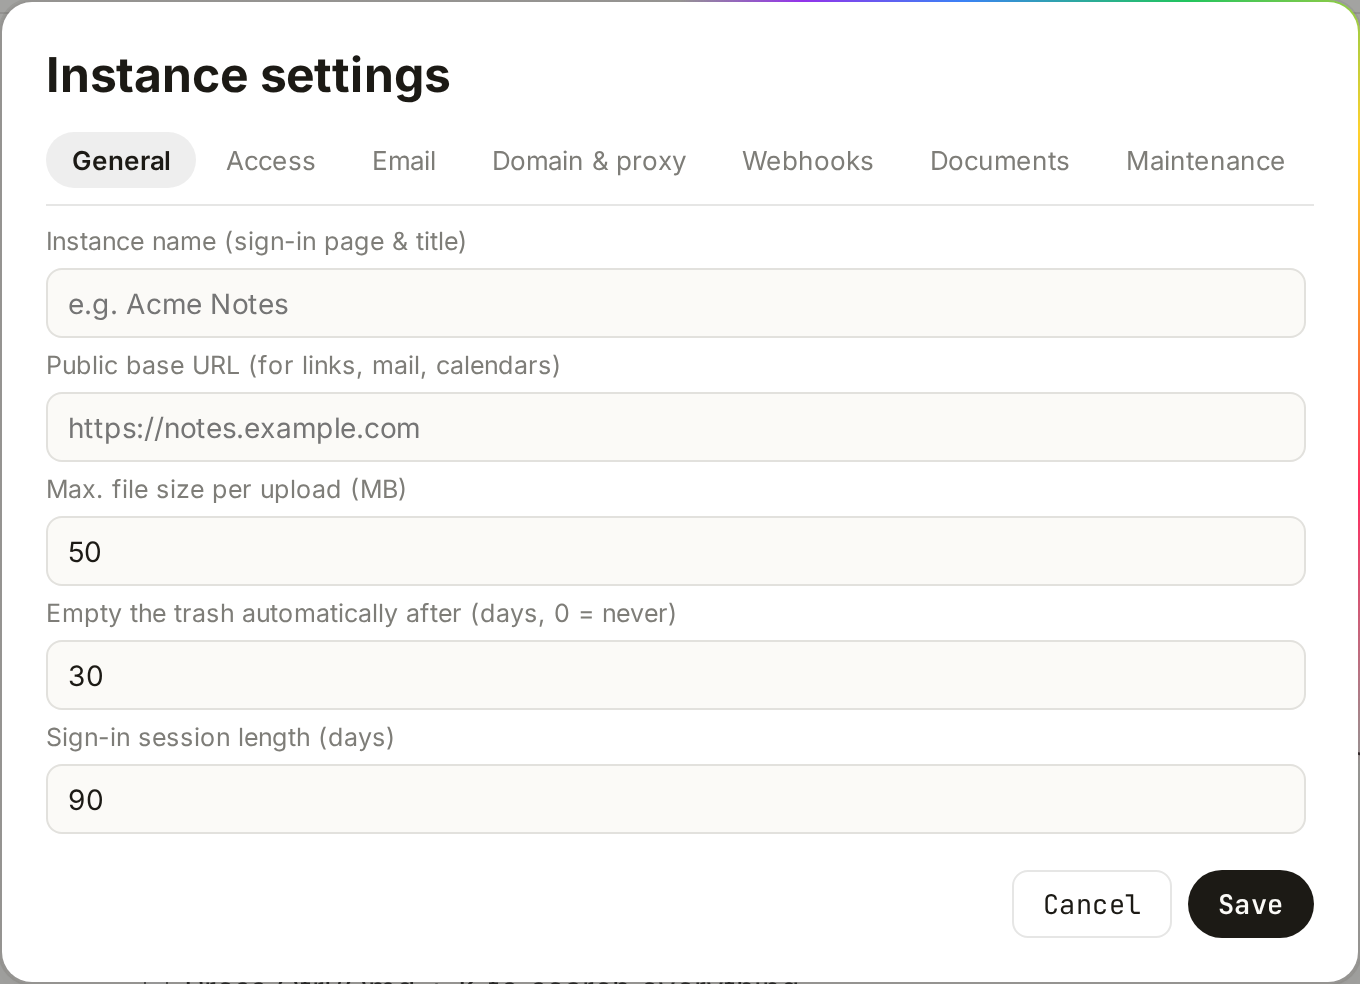 Instance settings
General Access Email Domain & proxy Webhooks Documents Maintenance
Instance name (sign-in page & title)
e.g. Acme Notes
Public base URL (for links, mail, calendars)
https://notes.example.com
Max. file size per upload (MB)
50
Empty the trash automatically after (days, 0 = never)
30
Sign-in session length (days)
90
Cancel Save